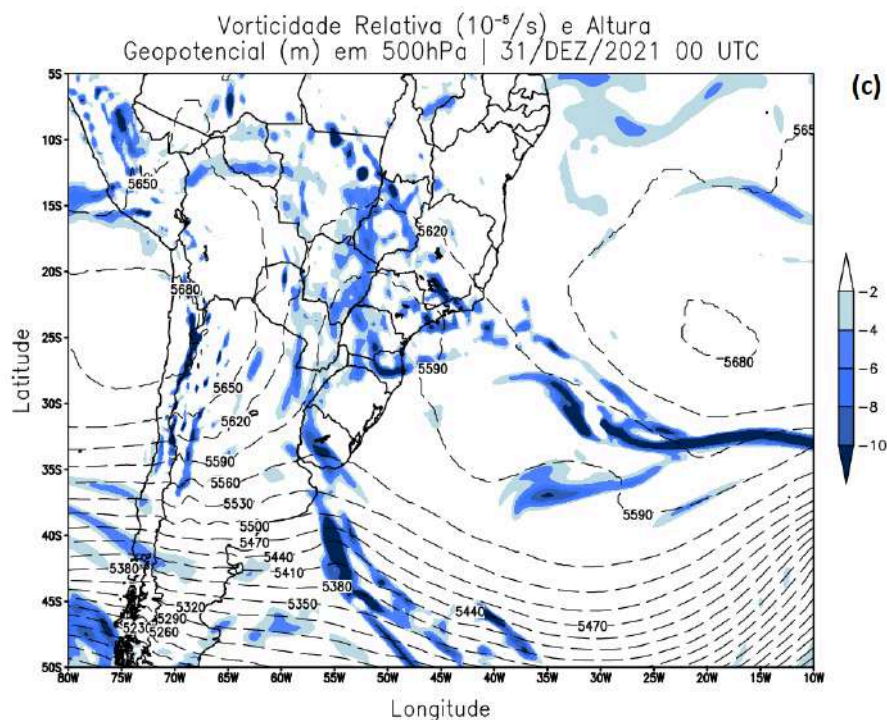 Vorticidade Relativa (10⁻⁵/s) e Altura
Geopotencial (m) em 500hPa | 31/DEZ/2021 00 UTC
(c)
5S
10S
15S
20S
25S
30S
35S
40S
45S
50S
Latitude
5650
5650
5620
5680
5680
5590
5650
5620
5590
5560
5530
5500
5470
5440
5410
5380
5380
5350
5320
5290
5260
5590
5440
5470
-2
-4
-6
-8
-10
80W 75W 70W 65W 60W 55W 50W 45W 40W 35W 30W 25W 20W 15W 10W
Longitude